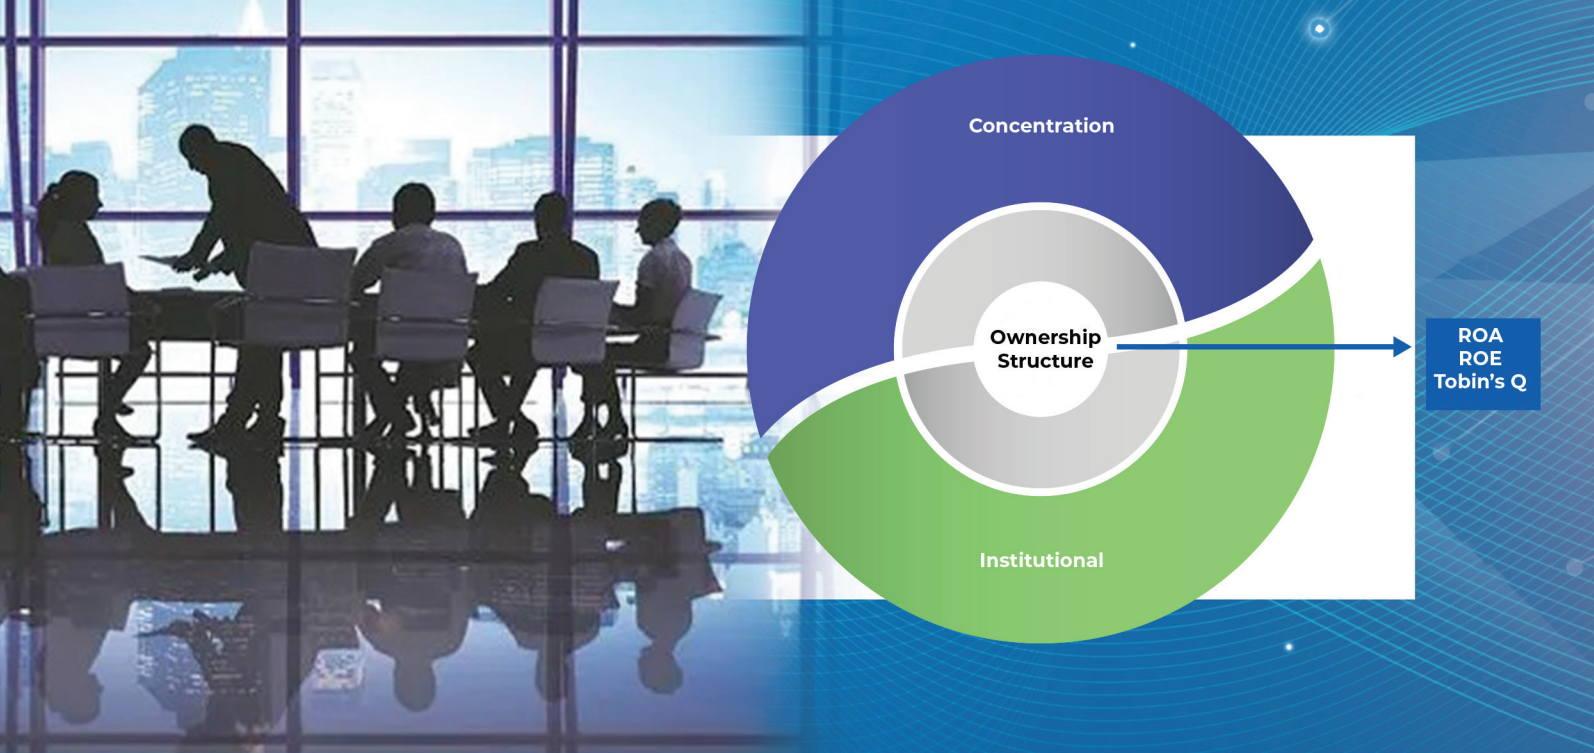 Concentration
Ownership
Structure
ROA
ROE
Tobin’s Q
Institutional